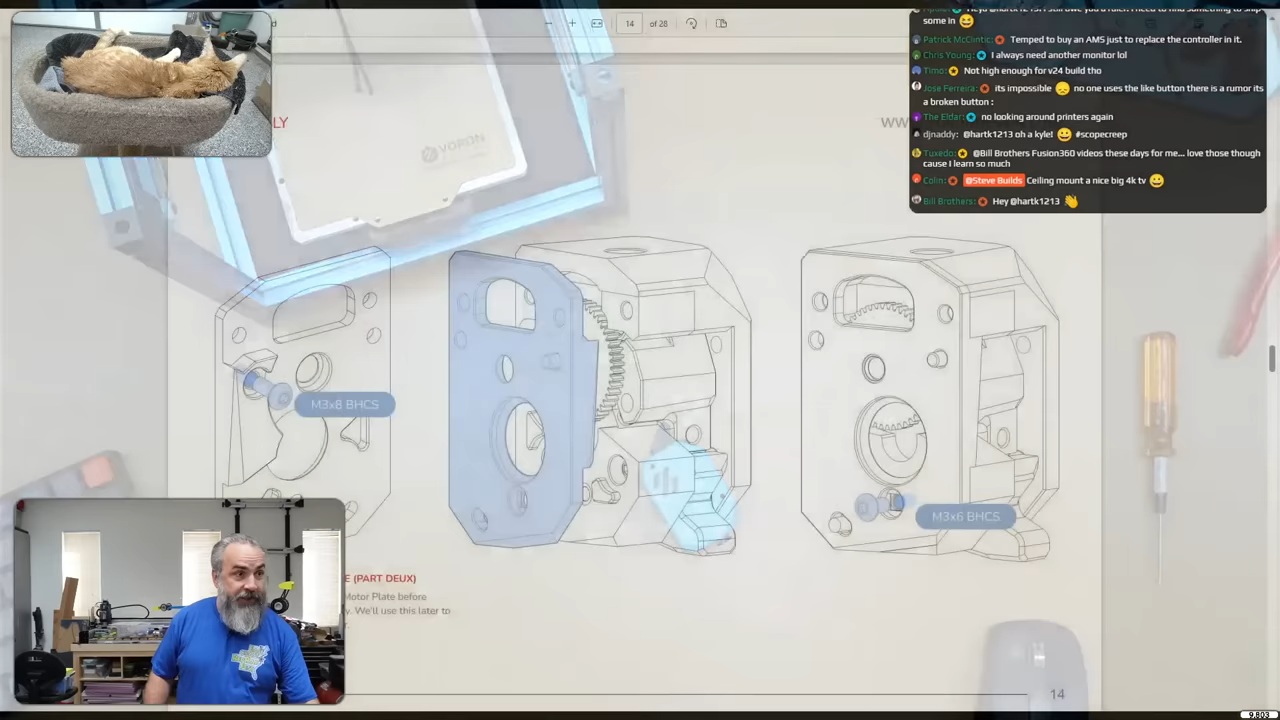 14 of 28
some in
Patrick McClintic: Temped to buy an AMS just to replace the controller in it.
Chris Young: I always need another monitor lol
Timo: Not high enough for v24 build tho
Jose Ferreira: its impossible no one uses the like button there is a rumor its
a broken button :
The Eldar: no looking around printers again
djnaddy: @hartk1213 oh a kyle! #scopecreep
Tuxedo: @Bill Brothers Fusion360 videos these days for me... love those though
cause I learn so much
Colin: @Steve Builds Ceiling mount a nice big 4k tv
Bill Brothers: Hey @hartk1213
LY
WW
VORON
M3x8 BHCS
M3x6 BHCS
E (PART DEUX)
Motor Plate before
y. We'll use this later to
14
9,803